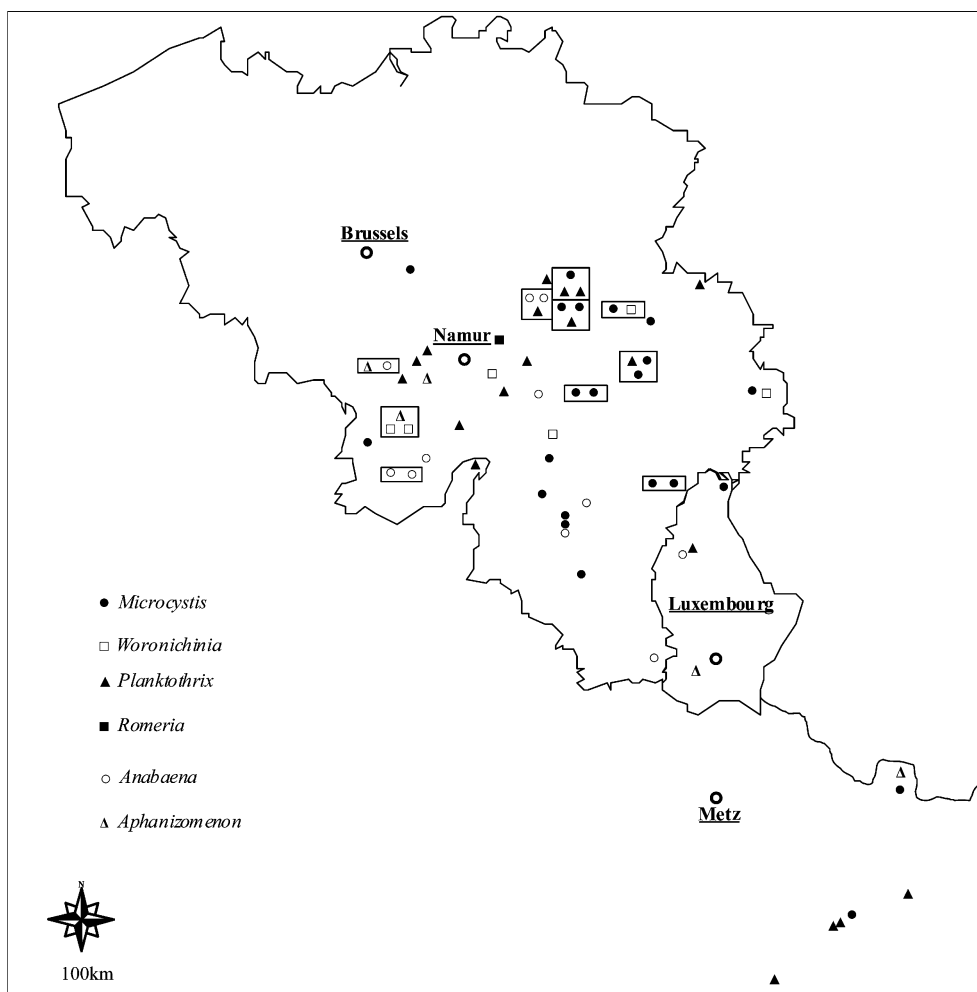 Brussels
Namur
Luxembourg
Metz
Microcystis
Woronichinia
Planktothrix
Romeria
Anabaena
Aphanizomenon
N
100km